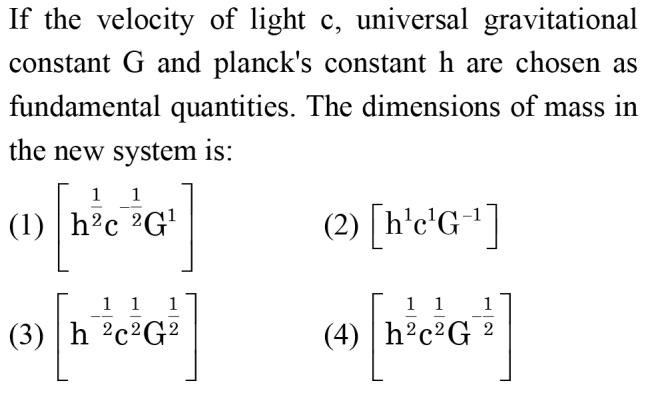 If the velocity of light c, universal gravitational
constant G and planck's constant h are chosen as
fundamental quantities. The dimensions of mass in
the new system is:
(1) [h^{1/2}c^{-1/2}G^{1}] (2) [h^{1}c^{1}G^{-1}]
(3) [h^{-1/2}c^{1/2}G^{1/2}] (4) [h^{1/2}c^{1/2}G^{-1/2}]